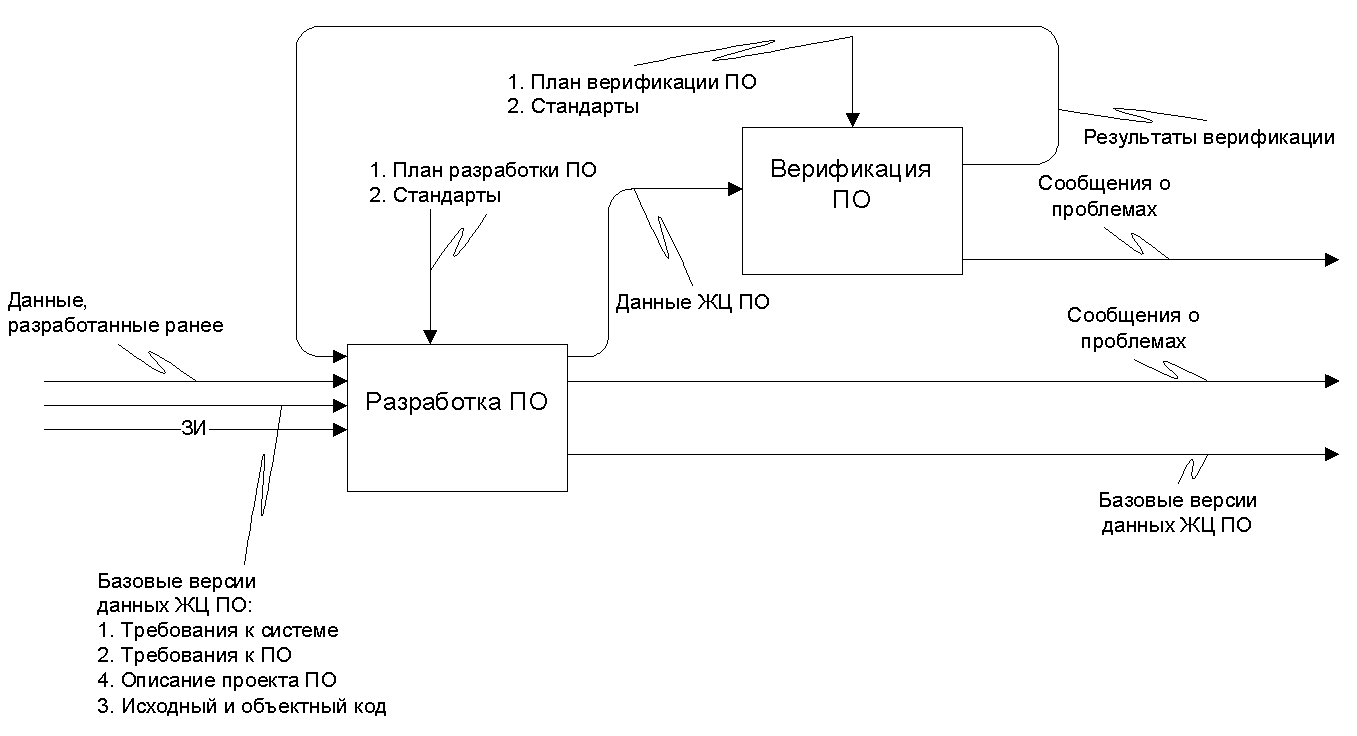 1. План верификации ПО
2. Стандарты
Результаты верификации
1. План разработки ПО
2. Стандарты
Верификация
ПО
Сообщения о
проблемах
Данные ЖЦ ПО
Данные,
разработанные ранее
Сообщения о
проблемах
Разработка ПО
ЗИ
Базовые версии
данных ЖЦ ПО
Базовые версии
данных ЖЦ ПО:
1. Требования к системе
2. Требования к ПО
4. Описание проекта ПО
3. Исходный и объектный код